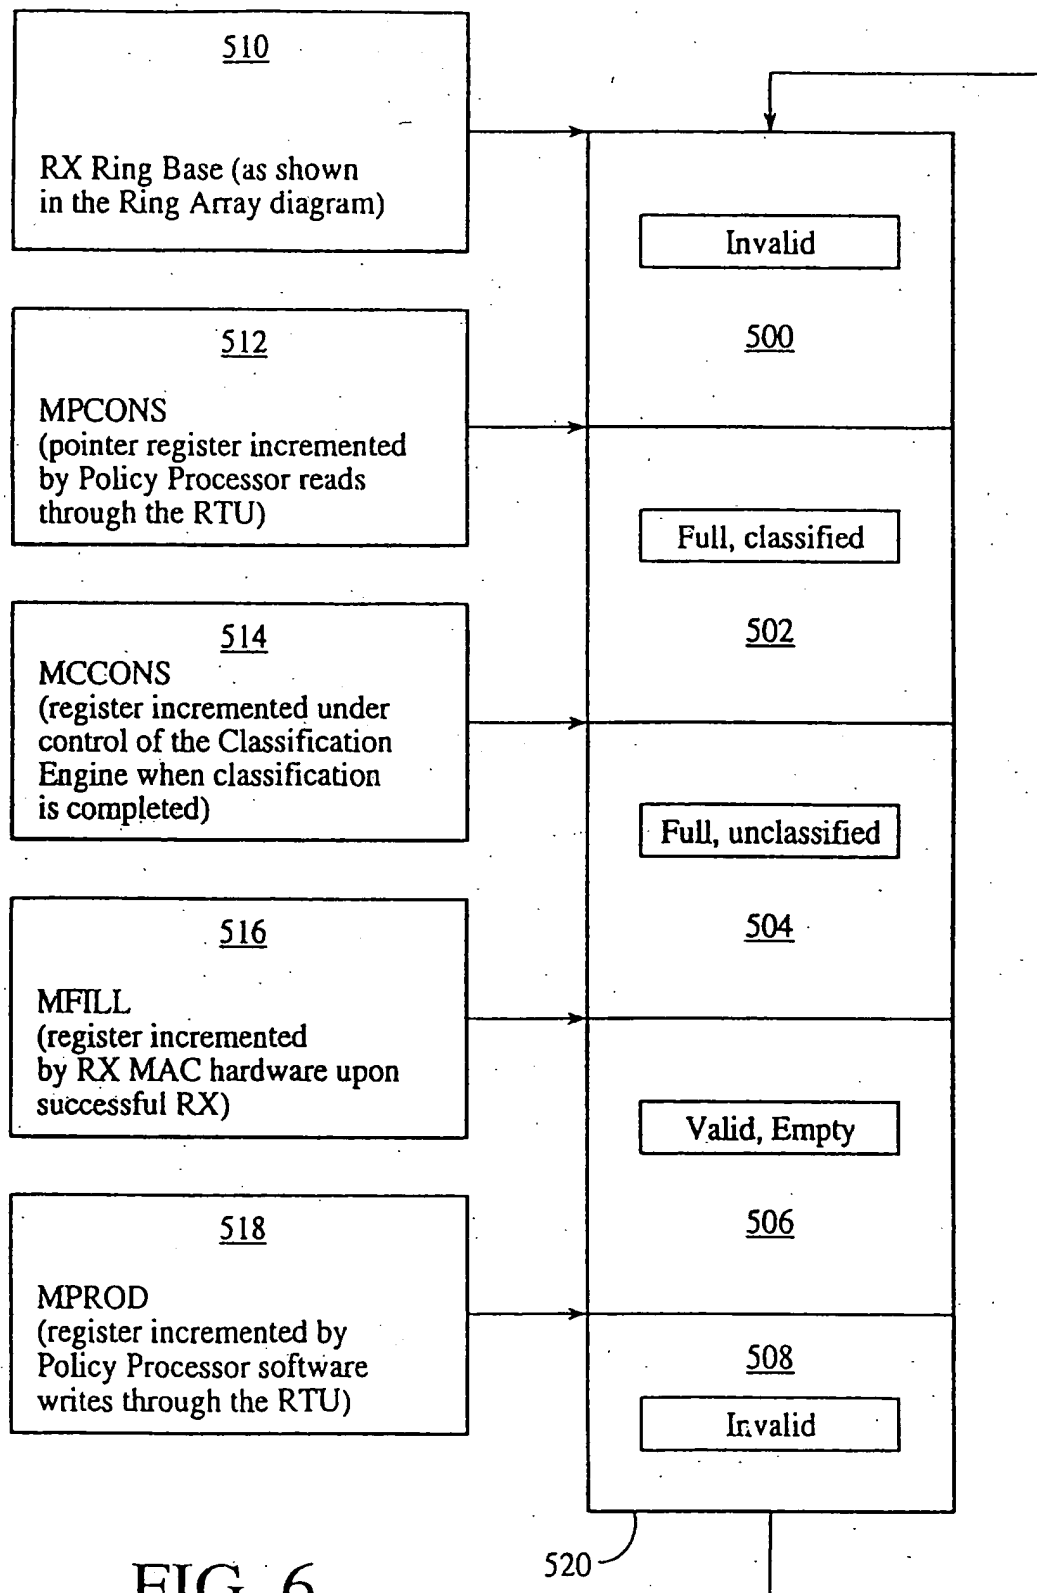 510
RX Ring Base (as shown
in the Ring Array diagram)
Invalid
500
512
MPCONS
(pointer register incremented
by Policy Processor reads
through the RTU)
Full, classified
502
514
MCCONS
(register incremented under
control of the Classification
Engine when classification
is completed)
Full, unclassified
504
516
MFILL
(register incremented
by RX MAC hardware upon
successful RX)
Valid, Empty
506
518
MPROD
(register incremented by
Policy Processor software
writes through the RTU)
508
Invalid
520
FIG. 6